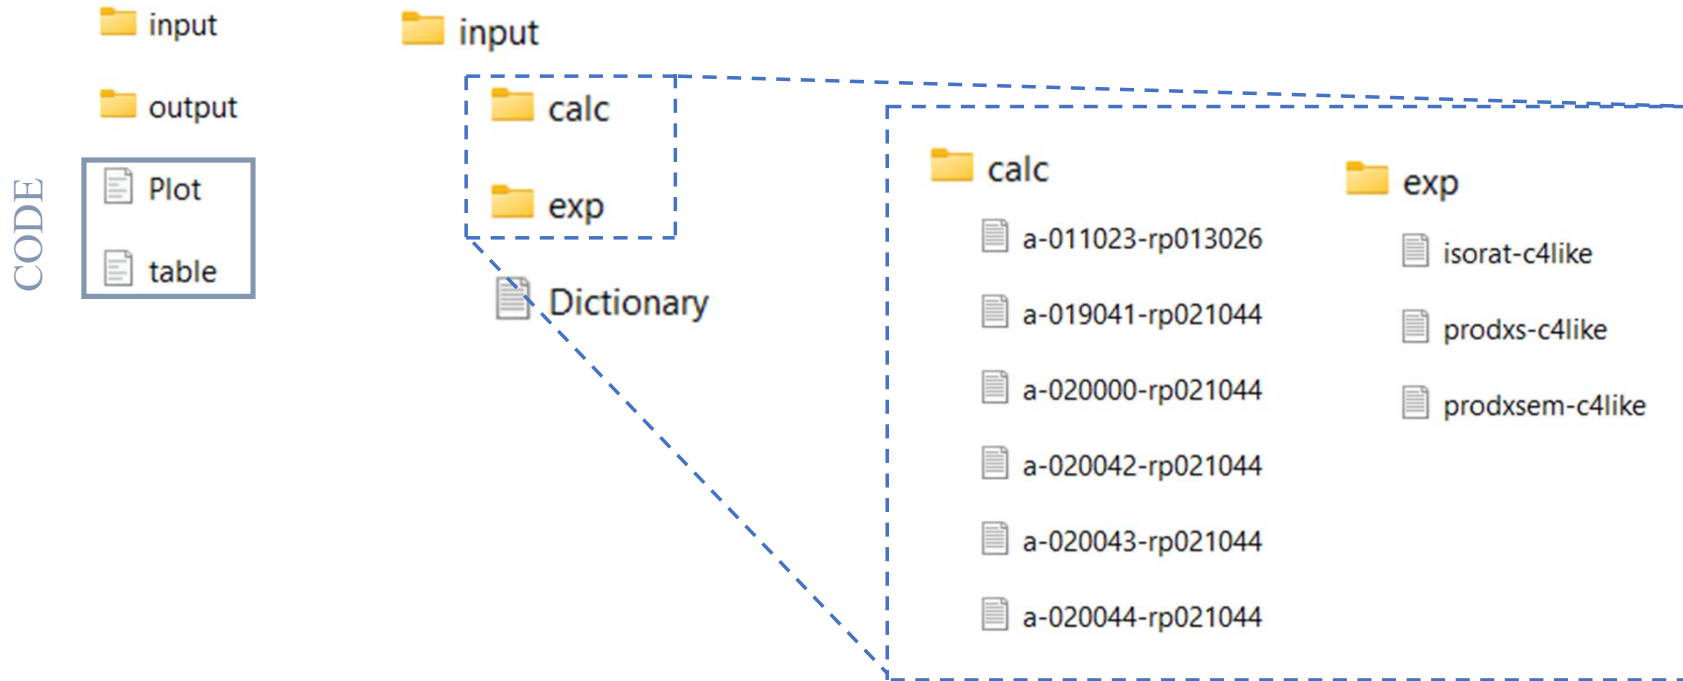 input
output
CODE
Plot
table
input
calc
exp
Dictionary
calc
a-011023-rp013026
a-019041-rp021044
a-020000-rp021044
a-020042-rp021044
a-020043-rp021044
a-020044-rp021044
exp
isorat-c4like
prodxs-c4like
prodxsem-c4like